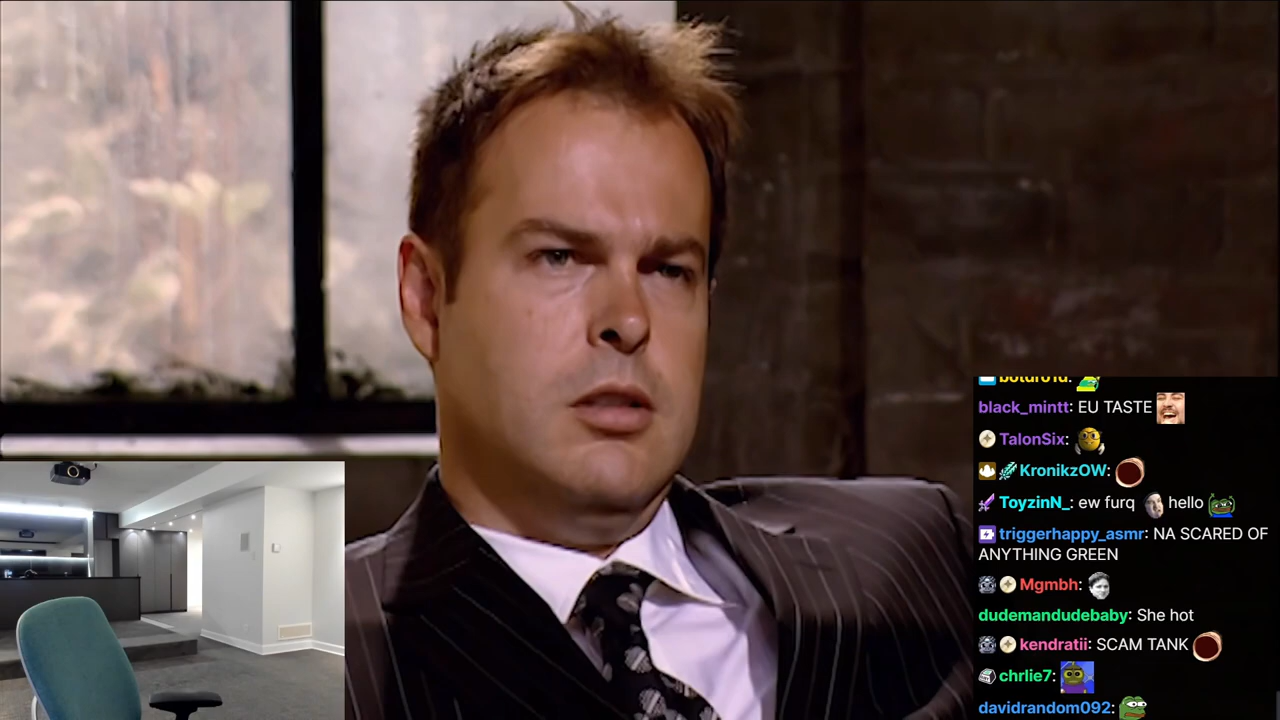 botdro1d:
black_mintt: EU TASTE
TalonSix:
KronikzOW:
ToyzinN_: ew furq hello
triggerhappy_asmr: NA SCARED OF
ANYTHING GREEN
Mgmbh:
dudemandudebaby: She hot
kendratii: SCAM TANK
chrlie7:
davidrandom092: